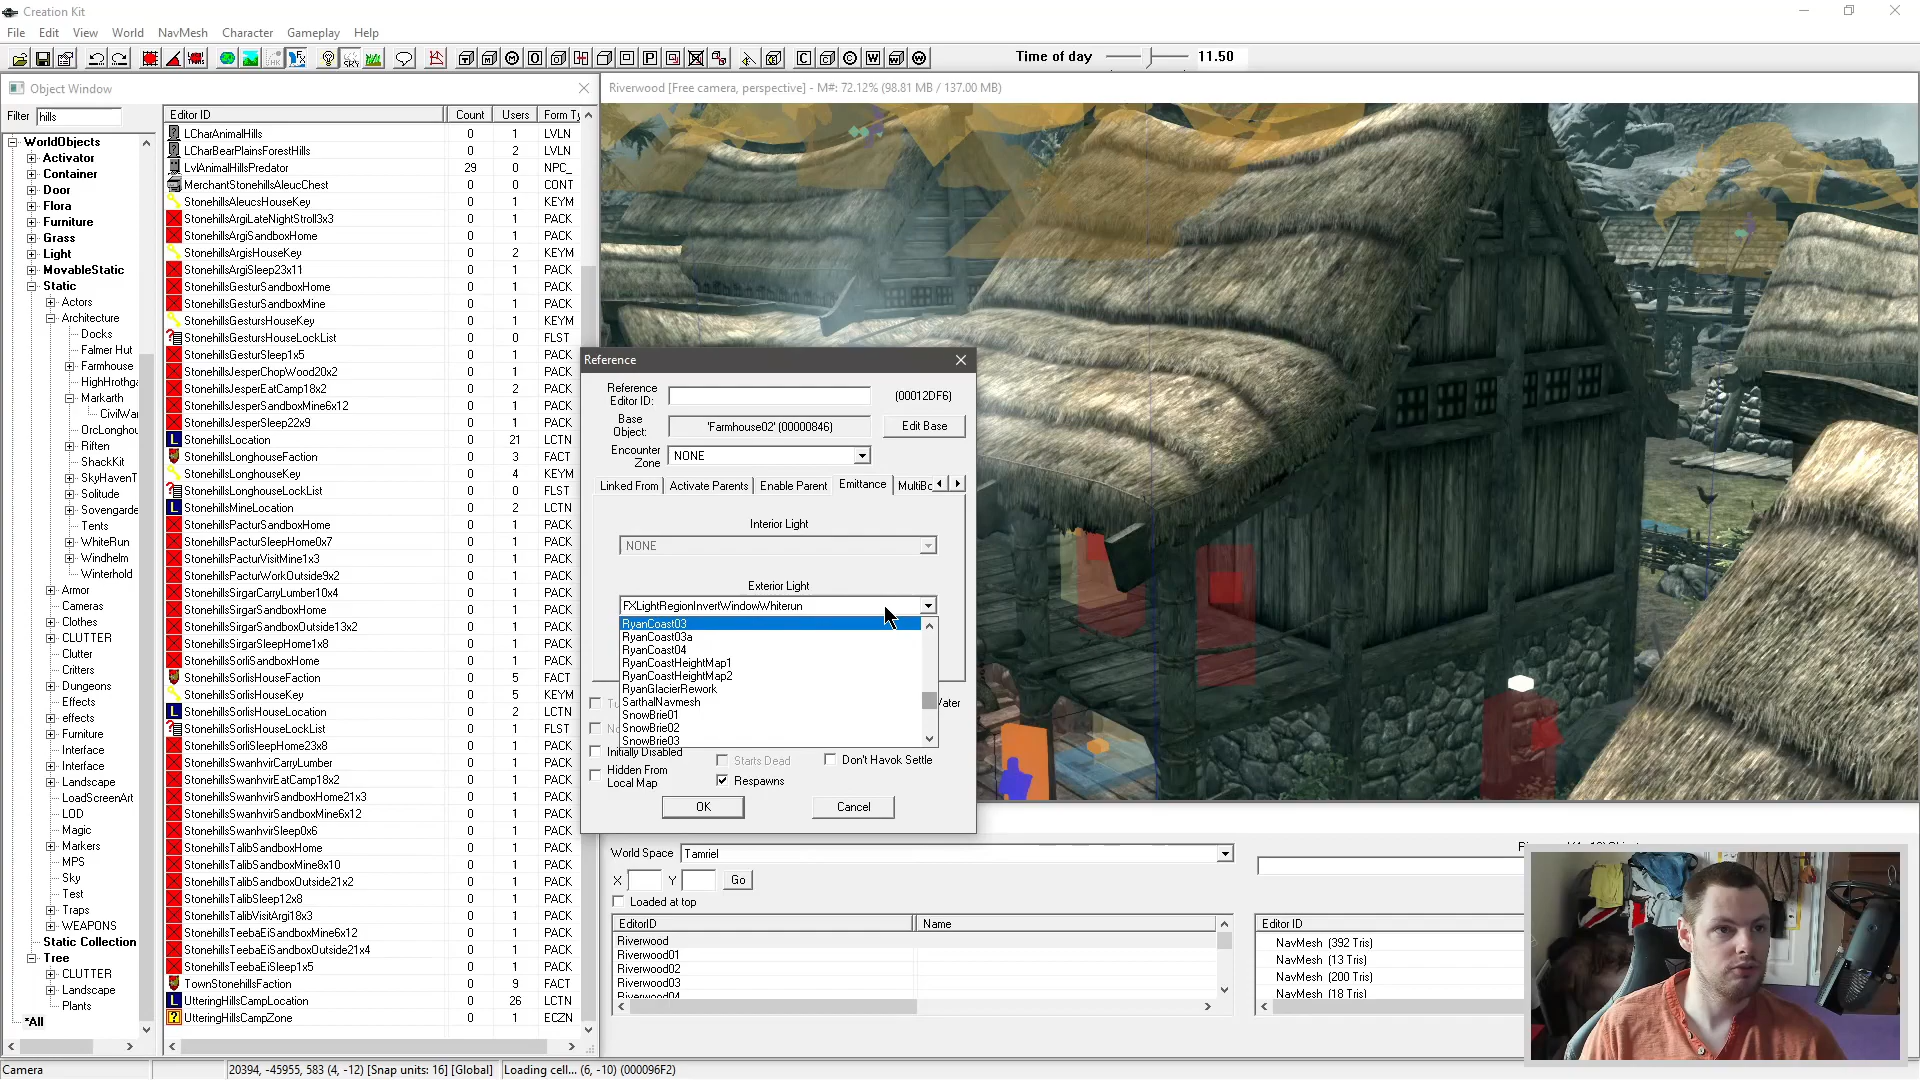 Creation Kit
File Edit View World NavMesh Character Gameplay Help
Time of day 11.50
Object Window
Filter hills
WorldObjects
Activator
Container
Door
Flora
Furniture
Grass
Light
MovableStatic
Static
Actors
Architecture
Docks
Falmer Hut
Farmhouse
HighHrothga
Markarth
CivilWar
OrcLonghou
Riften
ShackKit
SkyHavenT
Solitude
Sovengarde
Tents
WhiteRun
Windhelm
Winterhold
Armor
Cameras
Clothes
CLUTTER
Clutter
Critters
Dungeons
Effects
effects
Furniture
Interface
Interface
Landscape
LoadScreenArt
LOD
Magic
Markers
MPS
Sky
Test
Traps
WEAPONS
Static Collection
Tree
CLUTTER
Landscape
Plants
*All
Editor ID Count Users Form Ty
LCharAnimalHills 0 1 LVLN
LCharBearPlainsForestHills 0 2 LVLN
LvlAnimalHillsPredator 29 0 NPC_
MerchantStonehillsAleucChest 0 0 CONT
StonehillsAleucsHouseKey 0 1 KEYM
StonehillsArgiLateNightStroll3x3 0 1 PACK
StonehillsArgiSandboxHome 0 1 PACK
StonehillsArgisHouseKey 0 2 KEYM
StonehillsArgiSleep23x11 0 1 PACK
StonehillsGesturSandboxHome 0 1 PACK
StonehillsGesturSandboxMine 0 1 PACK
StonehillsGestursHouseKey 0 1 KEYM
StonehillsGestursHouseLockList 0 0 FLST
StonehillsGesturSleep1x5 0 1 PACK
StonehillsJesperChopWood20x2 0 1 PACK
StonehillsJesperEatCamp18x2 0 2 PACK
StonehillsJesperSandboxMine6x12 0 1 PACK
StonehillsJesperSleep22x9 0 1 PACK
StonehillsLocation 0 21 LCTN
StonehillsLonghouseFaction 0 3 FACT
StonehillsLonghouseKey 0 4 KEYM
StonehillsLonghouseLockList 0 0 FLST
StonehillsMineLocation 0 2 LCTN
StonehillsPacturSandboxHome 0 1 PACK
StonehillsPacturSleepHome0x7 0 1 PACK
StonehillsPacturVisitMine1x3 0 1 PACK
StonehillsPacturWorkOutside9x2 0 1 PACK
StonehillsSirgarCarryLumber10x4 0 1 PACK
StonehillsSirgarSandboxHome 0 1 PACK
StonehillsSirgarSandboxOutside13x2 0 1 PACK
StonehillsSirgarSleepHome1x8 0 1 PACK
StonehillsSorliSandboxHome 0 1 PACK
StonehillsSorlisHouseFaction 0 5 FACT
StonehillsSorlisHouseKey 0 5 KEYM
StonehillsSorlisHouseLocation 0 2 LCTN
StonehillsSorlisHouseLockList 0 0 FLST
StonehillsSorliSleepHome23x8 0 1 PACK
StonehillsSwanhvirCarryLumber 0 1 PACK
StonehillsSwanhvirEatCamp18x2 0 1 PACK
StonehillsSwanhvirSandboxHome21x3 0 1 PACK
StonehillsSwanhvirSandboxMine6x12 0 1 PACK
StonehillsSwanhvirSleep0x6 0 1 PACK
StonehillsTalibSandboxHome 0 1 PACK
StonehillsTalibSandboxMine8x10 0 1 PACK
StonehillsTalibSandboxOutside21x2 0 1 PACK
StonehillsTalibSleep12x8 0 1 PACK
StonehillsTalibVisitArgi18x3 0 1 PACK
StonehillsTeebaEiSandboxMine6x12 0 1 PACK
StonehillsTeebaEiSandboxOutside21x4 0 1 PACK
StonehillsTeebaEiSleep1x5 0 1 PACK
TownStonehillsFaction 0 9 FACT
UtteringHillsCampLocation 0 26 LCTN
UtteringHillsCampZone 0 1 ECZN
Riverwood [Free camera, perspective] - M#: 72.12% (98.81 MB / 137.00 MB)
Reference
Reference Editor ID: (00012DF6)
Base Object: 'Farmhouse02' (00000846) Edit Base
Encounter Zone NONE
Linked From Activate Parents Enable Parent Emittance MultiBo
Interior Light
NONE
Exterior Light
FXLightRegionInvertWindowWhiterun
RyanCoast03
RyanCoast03a
RyanCoast04
RyanCoastHeightMap1
RyanCoastHeightMap2
RyanGlacierRework
SarthalNavmesh
SnowBrie01
SnowBrie02
SnowBrie03
Initially Disabled Starts Dead Don't Havok Settle
Hidden From Local Map Respawns
OK Cancel
World Space Tamriel
X Y Go
Loaded at top
EditorID Name
Riverwood
Riverwood01
Riverwood02
Riverwood03
Riverwood04
Editor ID
NavMesh (392 Tris)
NavMesh (13 Tris)
NavMesh (200 Tris)
NavMesh (18 Tris)
Camera 20394, -45955, 583 (4, -12) [Snap units: 16] [Global] Loading cell... (6, -10) (000096F2)